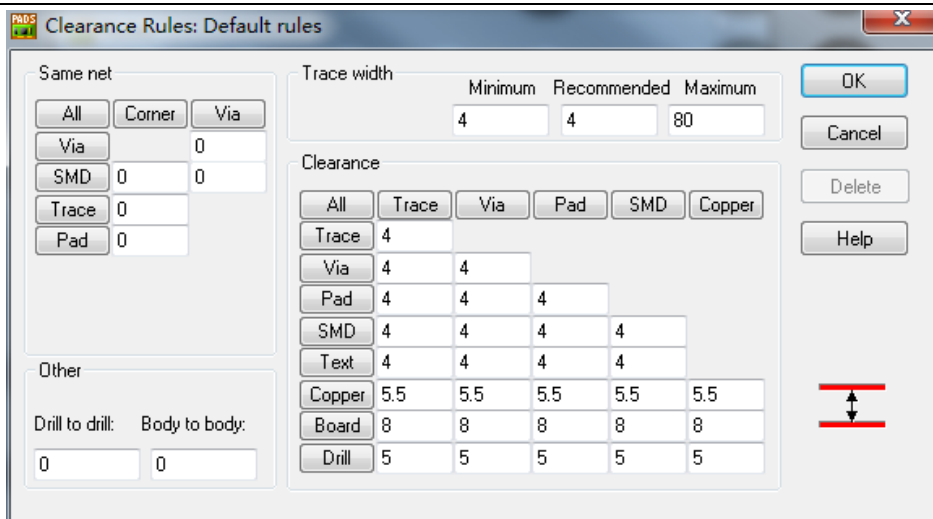 PADS
Clearance Rules: Default rules
Same net
All Corner Via
Via 0
SMD 0 0
Trace 0
Pad 0
Trace width
Minimum Recommended Maximum
4 4 80
Clearance
All Trace Via Pad SMD Copper
Trace 4
Via 4 4
Pad 4 4 4
SMD 4 4 4 4
Text 4 4 4 4
Copper 5.5 5.5 5.5 5.5 5.5
Board 8 8 8 8 8
Drill 5 5 5 5 5
Other
Drill to drill: Body to body:
0 0
OK
Cancel
Delete
Help